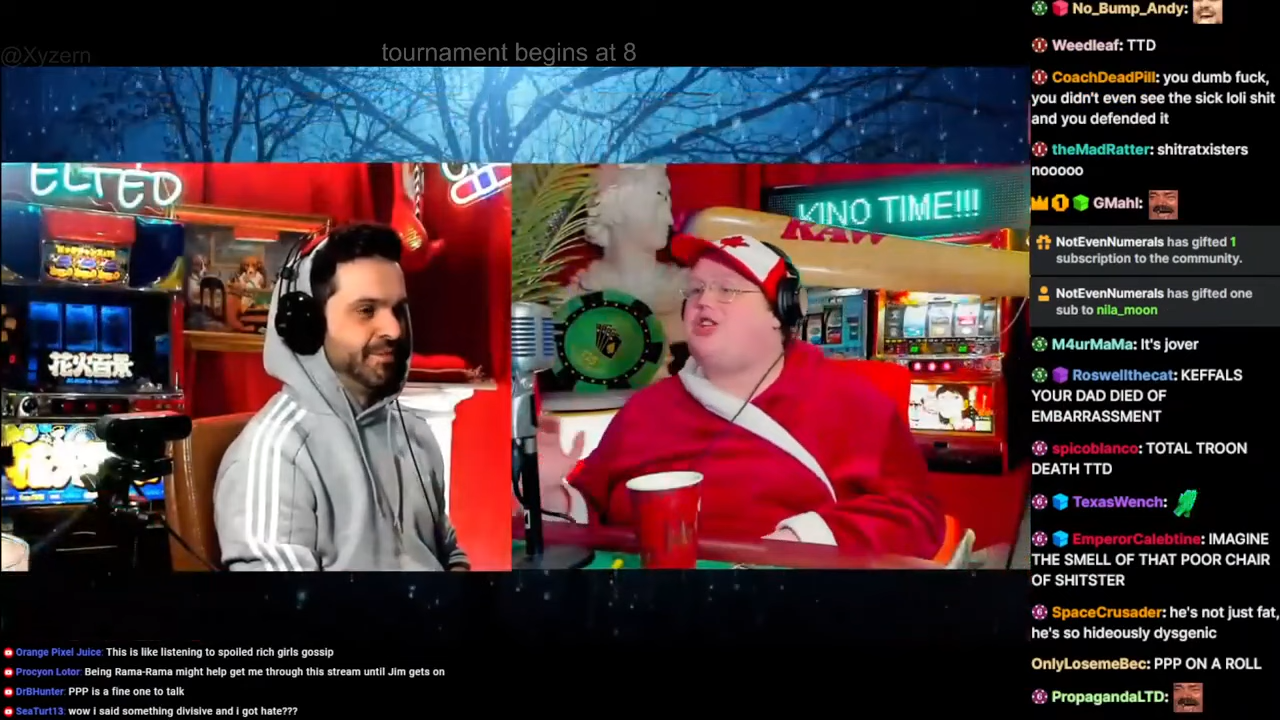 @Xyzern
tournament begins at 8
ELTED
花火百景
KINO TIME!!!
RAW
No_Bump_Andy:
Weedleaf: TTD
CoachDeadPill: you dumb fuck,
you didn't even see the sick loli shit
and you defended it
theMadRatter: shitratxisters
nooooo
1 GMahl:
NotEvenNumerals has gifted 1
subscription to the community.
NotEvenNumerals has gifted one
sub to nila_moon
M4urMaMa: It's jover
Roswellthecat: KEFFALS
YOUR DAD DIED OF
EMBARRASSMENT
spicoblanco: TOTAL TROON
DEATH TTD
TexasWench:
EmperorCalebtine: IMAGINE
THE SMELL OF THAT POOR CHAIR
OF SHITSTER
SpaceCrusader: he's not just fat,
he's so hideously dysgenic
OnlyLosemeBec: PPP ON A ROLL
PropagandaLTD:
Orange Pixel Juice: This is like listening to spoiled rich girls gossip
Procyon Lotor: Being Rama-Rama might help get me through this stream until Jim gets on
DrBHunter: PPP is a fine one to talk
SeaTurt13: wow i said something divisive and i got hate???